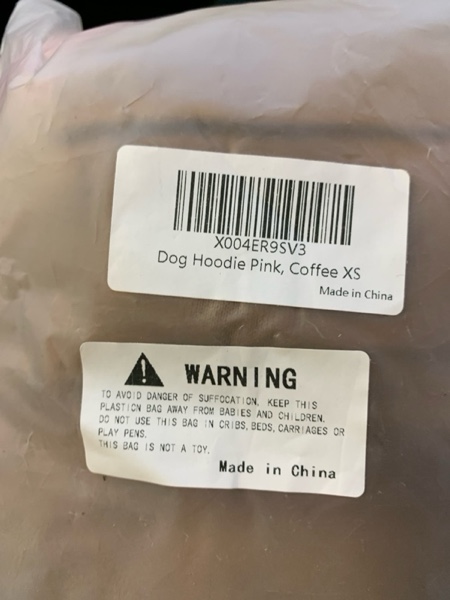 X004ER9SV3
Dog Hoodie Pink, Coffee XS
Made in China
WARNING
TO AVOID DANGER OF SUFFOCATION, KEEP THIS
PLASTION BAG AWAY FROM BABIES AND CHILDREN.
DO NOT USE THIS BAG IN CRIBS, BEDS, CARRIAGES OR
PLAY PENS.
THIS BAG IS NOT A TOY.
Made in China